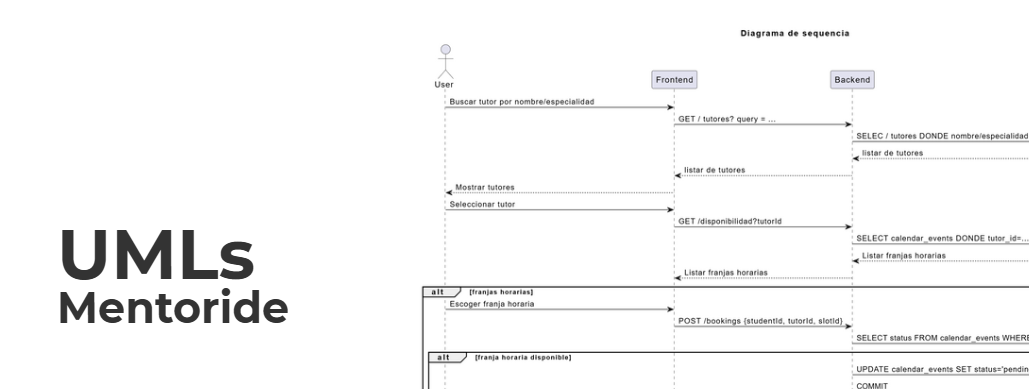 Diagrama de sequencia
User
Frontend
Backend
Buscar tutor por nombre/especialidad
GET / tutores? query = ...
SELEC / tutores DONDE nombre/especialidad
listar de tutores
listar de tutores
Mostrar tutores
Seleccionar tutor
GET /disponibilidad?tutorId
SELECT calendar_events DONDE tutor_id=...
Listar franjas horarias
Listar franjas horarias
alt [franjas horarias]
Escoger franja horaria
POST /bookings {studentId, tutorId, slotId}
SELECT status FROM calendar_events WHERE
alt [franja horaria disponible]
UPDATE calendar_events SET status='pendin
COMMIT
UMLs
Mentoride